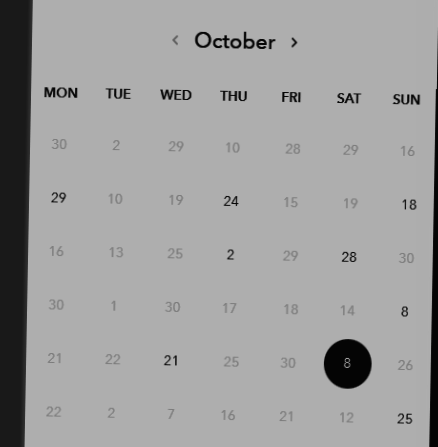 ‹ October ›
MON TUE WED THU FRI SAT SUN
30 2 29 10 28 29 16
29 10 19 24 15 19 18
16 13 25 2 29 28 30
30 1 30 17 18 14 8
21 22 21 25 30 8 26
22 2 7 16 21 12 25